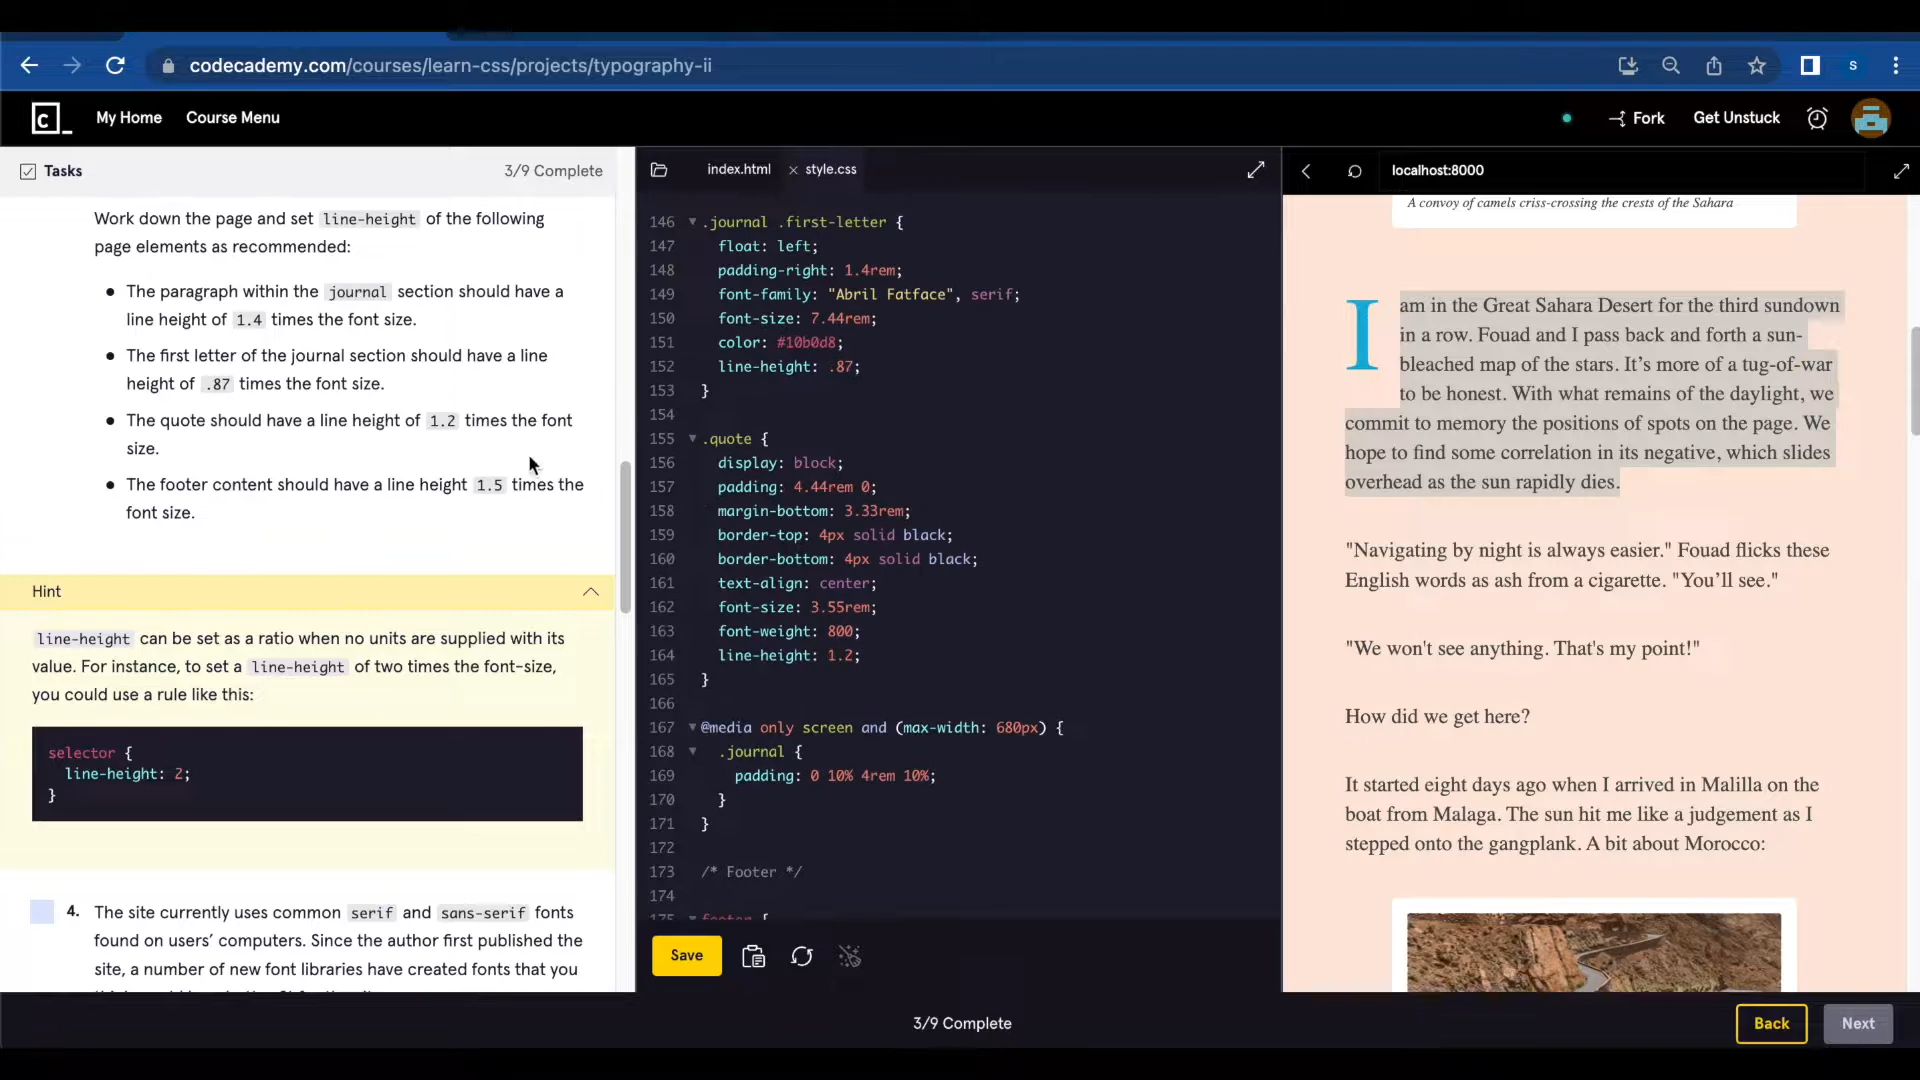 codecademy.com/courses/learn-css/projects/typography-ii
S
C_
My Home
Course Menu
Fork
Get Unstuck
Tasks
3/9 Complete
Work down the page and set line-height of the following
page elements as recommended:
The paragraph within the journal section should have a
line height of 1.4 times the font size.
The first letter of the journal section should have a line
height of .87 times the font size.
The quote should have a line height of 1.2 times the font
size.
The footer content should have a line height 1.5 times the
font size.
Hint
line-height can be set as a ratio when no units are supplied with its
value. For instance, to set a line-height of two times the font-size,
you could use a rule like this:
selector {
line-height: 2;
}
4. The site currently uses common serif and sans-serif fonts
found on users’ computers. Since the author first published the
site, a number of new font libraries have created fonts that you
index.html
× style.css
146 .journal .first-letter {
147 float: left;
148 padding-right: 1.4rem;
149 font-family: "Abril Fatface", serif;
150 font-size: 7.44rem;
151 color: #10b0d8;
152 line-height: .87;
153 }
154
155 .quote {
156 display: block;
157 padding: 4.44rem 0;
158 margin-bottom: 3.33rem;
159 border-top: 4px solid black;
160 border-bottom: 4px solid black;
161 text-align: center;
162 font-size: 3.55rem;
163 font-weight: 800;
164 line-height: 1.2;
165 }
166
167 @media only screen and (max-width: 680px) {
168 .journal {
169 padding: 0 10% 4rem 10%;
170 }
171 }
172
173 /* Footer */
174
175 footer {
Save
localhost:8000
A convoy of camels criss-crossing the crests of the Sahara
I am in the Great Sahara Desert for the third sundown
in a row. Fouad and I pass back and forth a sun-
bleached map of the stars. It’s more of a tug-of-war
to be honest. With what remains of the daylight, we
commit to memory the positions of spots on the page. We
hope to find some correlation in its negative, which slides
overhead as the sun rapidly dies.
"Navigating by night is always easier." Fouad flicks these
English words as ash from a cigarette. "You’ll see."
"We won't see anything. That's my point!"
How did we get here?
It started eight days ago when I arrived in Malilla on the
boat from Malaga. The sun hit me like a judgement as I
stepped onto the gangplank. A bit about Morocco:
3/9 Complete
Back
Next